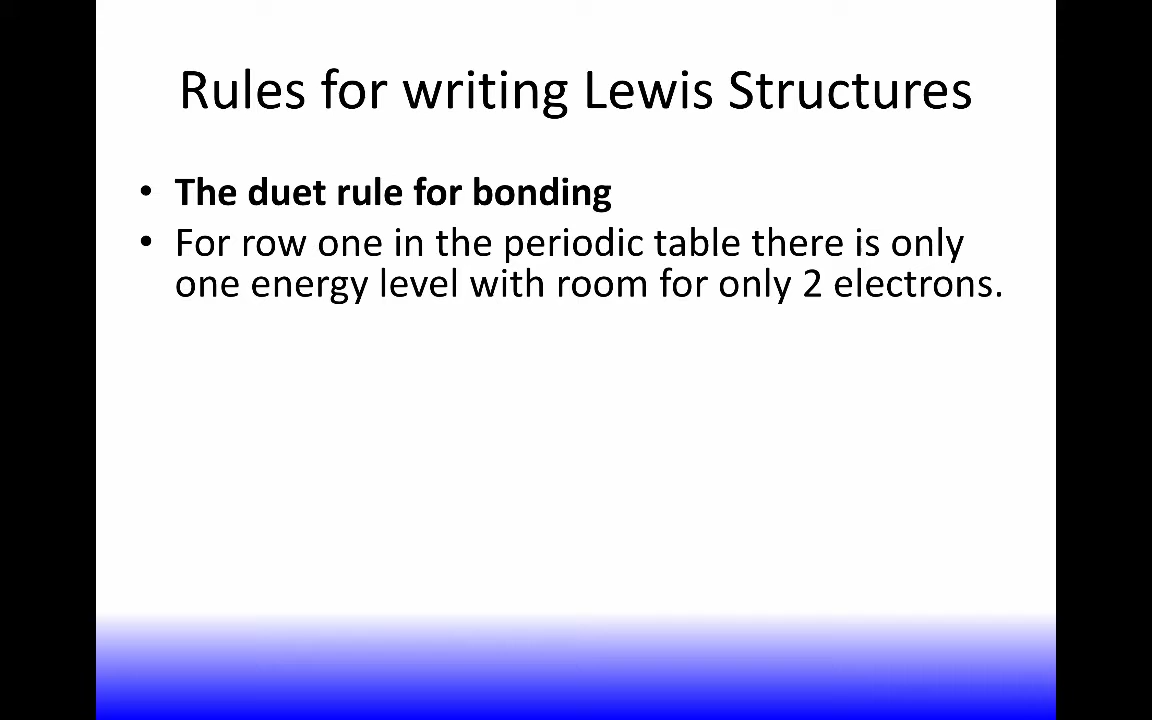 Rules for writing Lewis Structures
• The duet rule for bonding
• For row one in the periodic table there is only
one energy level with room for only 2 electrons.